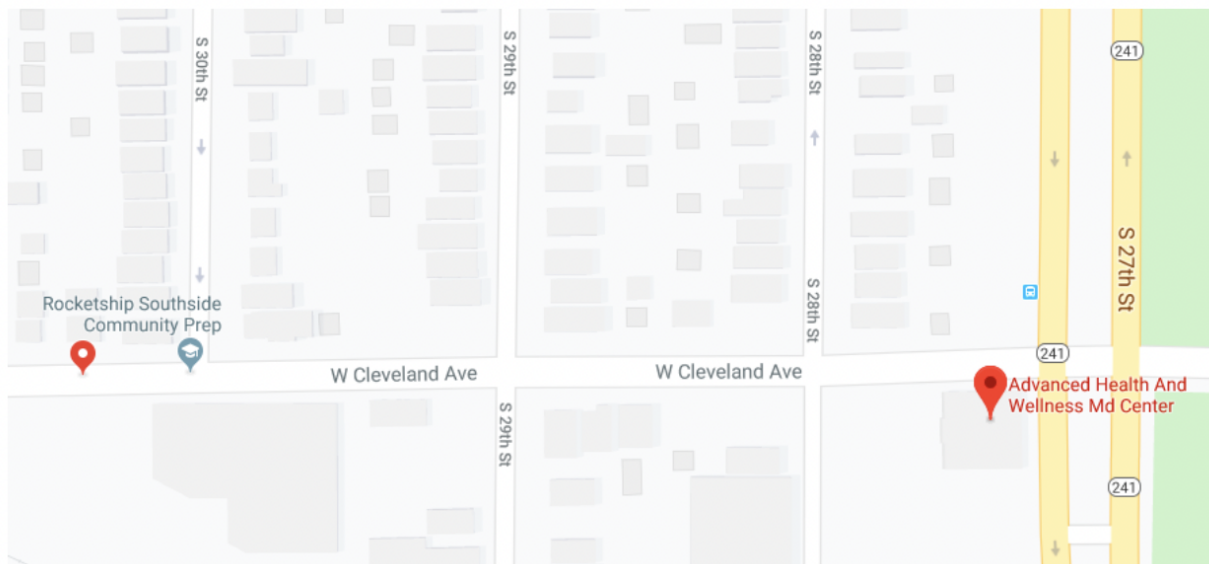 S 30th St
S 29th St
S 28th St
241
S 27th St
Rocketship Southside
Community Prep
S 28th St
241
W Cleveland Ave
W Cleveland Ave
Advanced Health And
Wellness Md Center
S 29th St
241